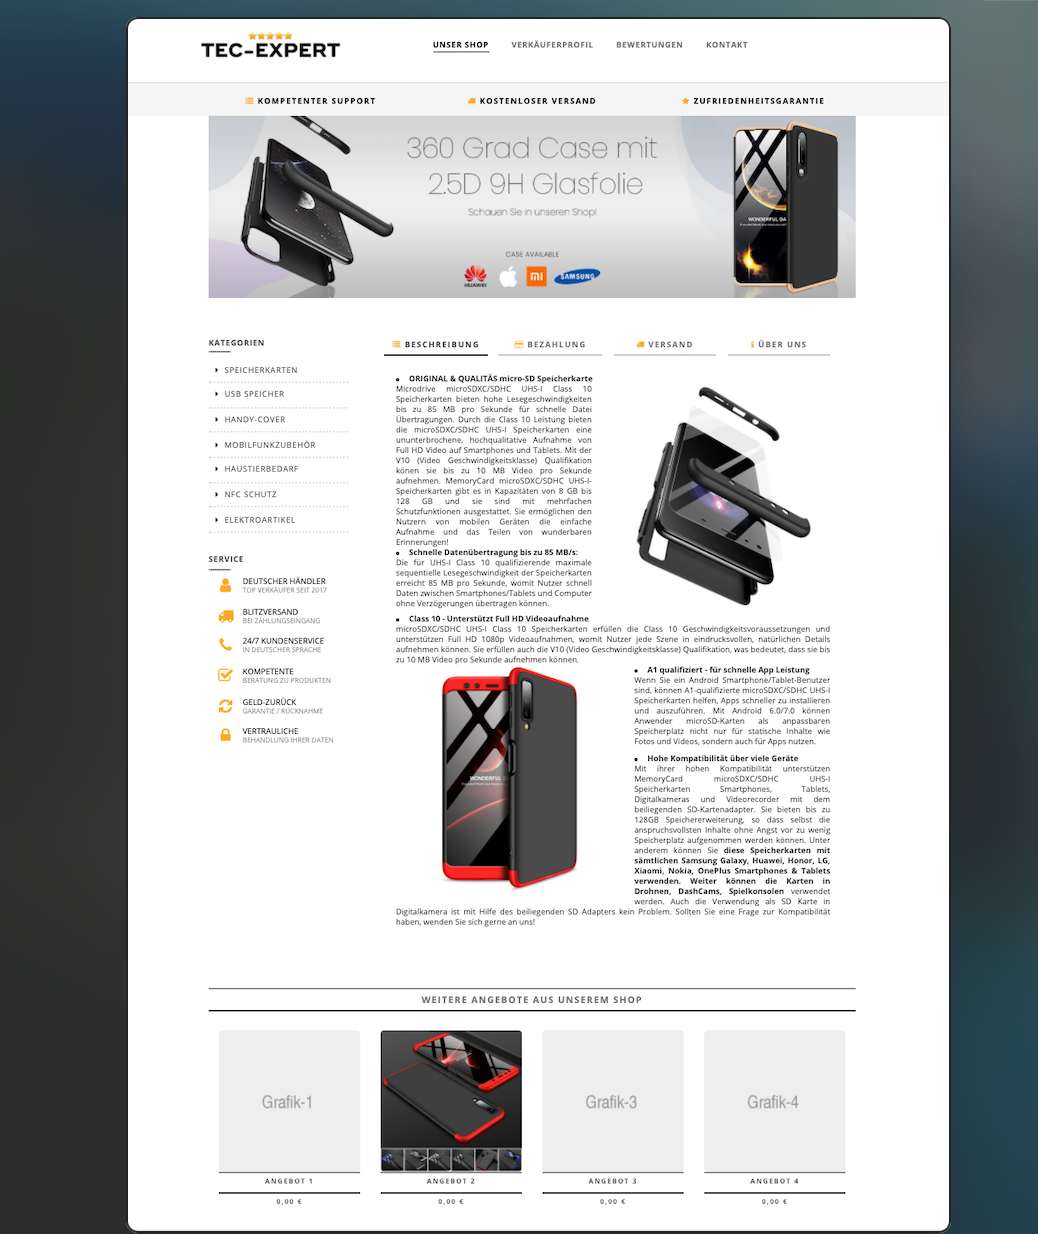 TEC-EXPERT
UNSER SHOP
VERKÄUFERPROFIL
BEWERTUNGEN
KONTAKT
KOMPETENTER SUPPORT
KOSTENLOSER VERSAND
ZUFRIEDENHEITSGARANTIE
360 Grad Case mit
2.5D 9H Glasfolie
Schauen Sie in unseren Shop!
CASE AVAILABLE
HUAWEI
mi
SAMSUNG
WONDERFUL DA
KATEGORIEN
SPEICHERKARTEN
USB SPEICHER
HANDY-COVER
MOBILFUNKZUBEHÖR
HAUSTIERBEDARF
NFC SCHUTZ
ELEKTROARTIKEL
SERVICE
DEUTSCHER HÄNDLER
TOP VERKÄUFER SEIT 2017
BLITZVERSAND
BEI ZAHLUNGSEINGANG
24/7 KUNDENSERVICE
IN DEUTSCHER SPRACHE
KOMPETENTE
BERATUNG ZU PRODUKTEN
GELD-ZURÜCK
GARANTIE / RÜCKNAHME
VERTRAULICHE
BEHANDLUNG IHRER DATEN
BESCHREIBUNG
BEZAHLUNG
VERSAND
ÜBER UNS
• ORIGINAL & QUALITÄS micro-SD Speicherkarte
Microdrive microSDXC/SDHC UHS-I Class 10
Speicherkarten bieten hohe Lesegeschwindigkeiten
bis zu 85 MB pro Sekunde für schnelle Datei
Übertragungen. Durch die Class 10 Leistung bieten
die microSDXC/SDHC UHS-I Speicherkarten eine
ununterbrochene, hochqualitative Aufnahme von
Full HD Video auf Smartphones und Tablets. Mit der
V10 (Video Geschwindigkeitsklasse) Qualifikation
könen sie bis zu 10 MB Video pro Sekunde
aufnehmen. MemoryCard microSDXC/SDHC UHS-I-
Speicherkarten gibt es in Kapazitäten von 8 GB bis
128 GB und sie sind mit mehrfachen
Schutzfunktionen ausgestattet. Sie ermöglichen den
Nutzern von mobilen Geräten die einfache
Aufnahme und das Teilen von wunderbaren
Erinnerungen!
• Schnelle Datenübertragung bis zu 85 MB/s:
Die für UHS-I Class 10 qualifizierende maximale
sequentielle Lesegeschwindigkeit der Speicherkarten
erreicht 85 MB pro Sekunde, womit Nutzer schnell
Daten zwischen Smartphones/Tablets und Computer
ohne Verzögerungen übertragen können.
• Class 10 - Unterstützt Full HD Videoaufnahme
microSDXC/SDHC UHS-I Class 10 Speicherkarten erfüllen die Class 10 Geschwindigkeitsvoraussetzungen und
unterstützen Full HD 1080p Videoaufnahmen, womit Nutzer jede Szene in eindrucksvollen, natürlichen Details
aufnehmen können. Sie erfüllen auch die V10 (Video Geschwindigkeitsklasse) Qualifikation, was bedeutet, dass sie bis
zu 10 MB Video pro Sekunde aufnehmen können.
WONDERFUL
• A1 qualifiziert - für schnelle App Leistung
Wenn Sie ein Android Smartphone/Tablet-Benutzer
sind, können A1-qualifizierte microSDXC/SDHC UHS-I
Speicherkarten helfen, Apps schneller zu installieren
und auszuführen. Mit Android 6.0/7.0 können
Anwender microSD-Karten als anpassbaren
Speicherplatz nicht nur für statische Inhalte wie
Fotos und Videos, sondern auch für Apps nutzen.
• Hohe Kompatibilität über viele Geräte
Mit ihrer hohen Kompatibilität unterstützen
MemoryCard microSDXC/SDHC UHS-I
Speicherkarten Smartphones, Tablets,
Digitalkameras und Videorecorder mit dem
beiliegenden SD-Kartenadapter. Sie bieten bis zu
128GB Speichererweiterung, so dass selbst die
anspruchsvollsten Inhalte ohne Angst vor zu wenig
Speicherplatz aufgenommen werden können. Unter
anderem können Sie diese Speicherkarten mit
sämtlichen Samsung Galaxy, Huawei, Honor, LG,
Xiaomi, Nokia, OnePlus Smartphones & Tablets
verwenden. Weiter können die Karten in
Drohnen, DashCams, Spielkonsolen verwendet
werden. Auch die Verwendung als SD Karte in
Digitalkamera ist mit Hilfe des beiliegenden SD Adapters kein Problem. Sollten Sie eine Frage zur Kompatibilität
haben, wenden Sie sich gerne an uns!
WEITERE ANGEBOTE AUS UNSEREM SHOP
Grafik-1
Grafik-3
Grafik-4
ANGEBOT 1
ANGEBOT 2
ANGEBOT 3
ANGEBOT 4
0,00 €
0,00 €
0,00 €
0,00 €